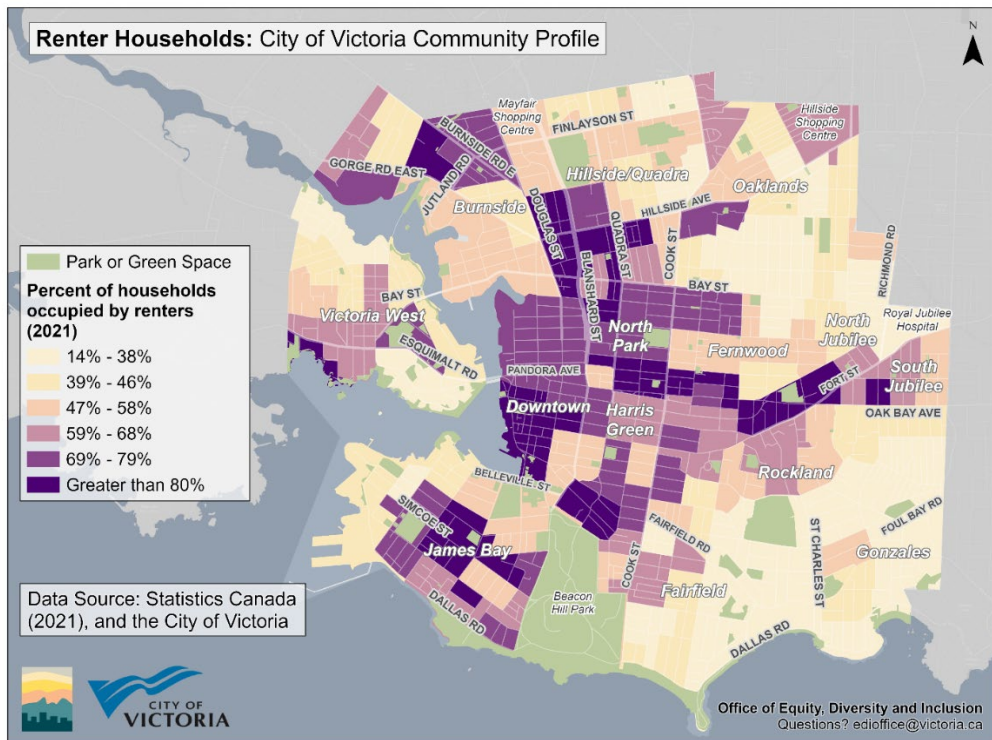 Renter Households: City of Victoria Community Profile
N
Mayfair
Shopping
Centre
Hillside
Shopping
Centre
FINLAYSON ST
BURNSIDE RD E
GORGE RD EAST
JUTLAND RD
Hillside/Quadra
Oaklands
Burnside
DOUGLAS ST
HILLSIDE AVE
QUADRA ST
COOK ST
RICHMOND RD
BLANSHARD ST
BAY ST
BAY ST
Victoria West
Royal Jubilee
Hospital
North
Park
North
Jubilee
Fernwood
ESQUIMALT RD
PANDORA AVE
FORT ST
South
Jubilee
Downtown
Harris
Green
OAK BAY AVE
Rockland
BELLEVILLE ST
SIMCOE ST
FAIRFIELD RD
FOUL BAY RD
ST CHARLES ST
James Bay
COOK ST
Gonzales
Fairfield
Beacon
Hill Park
DALLAS RD
DALLAS RD
Park or Green Space
Percent of households
occupied by renters
(2021)
14% - 38%
39% - 46%
47% - 58%
59% - 68%
69% - 79%
Greater than 80%
Data Source: Statistics Canada
(2021), and the City of Victoria
CITY OF
VICTORIA
Office of Equity, Diversity and Inclusion
Questions? edioffice@victoria.ca